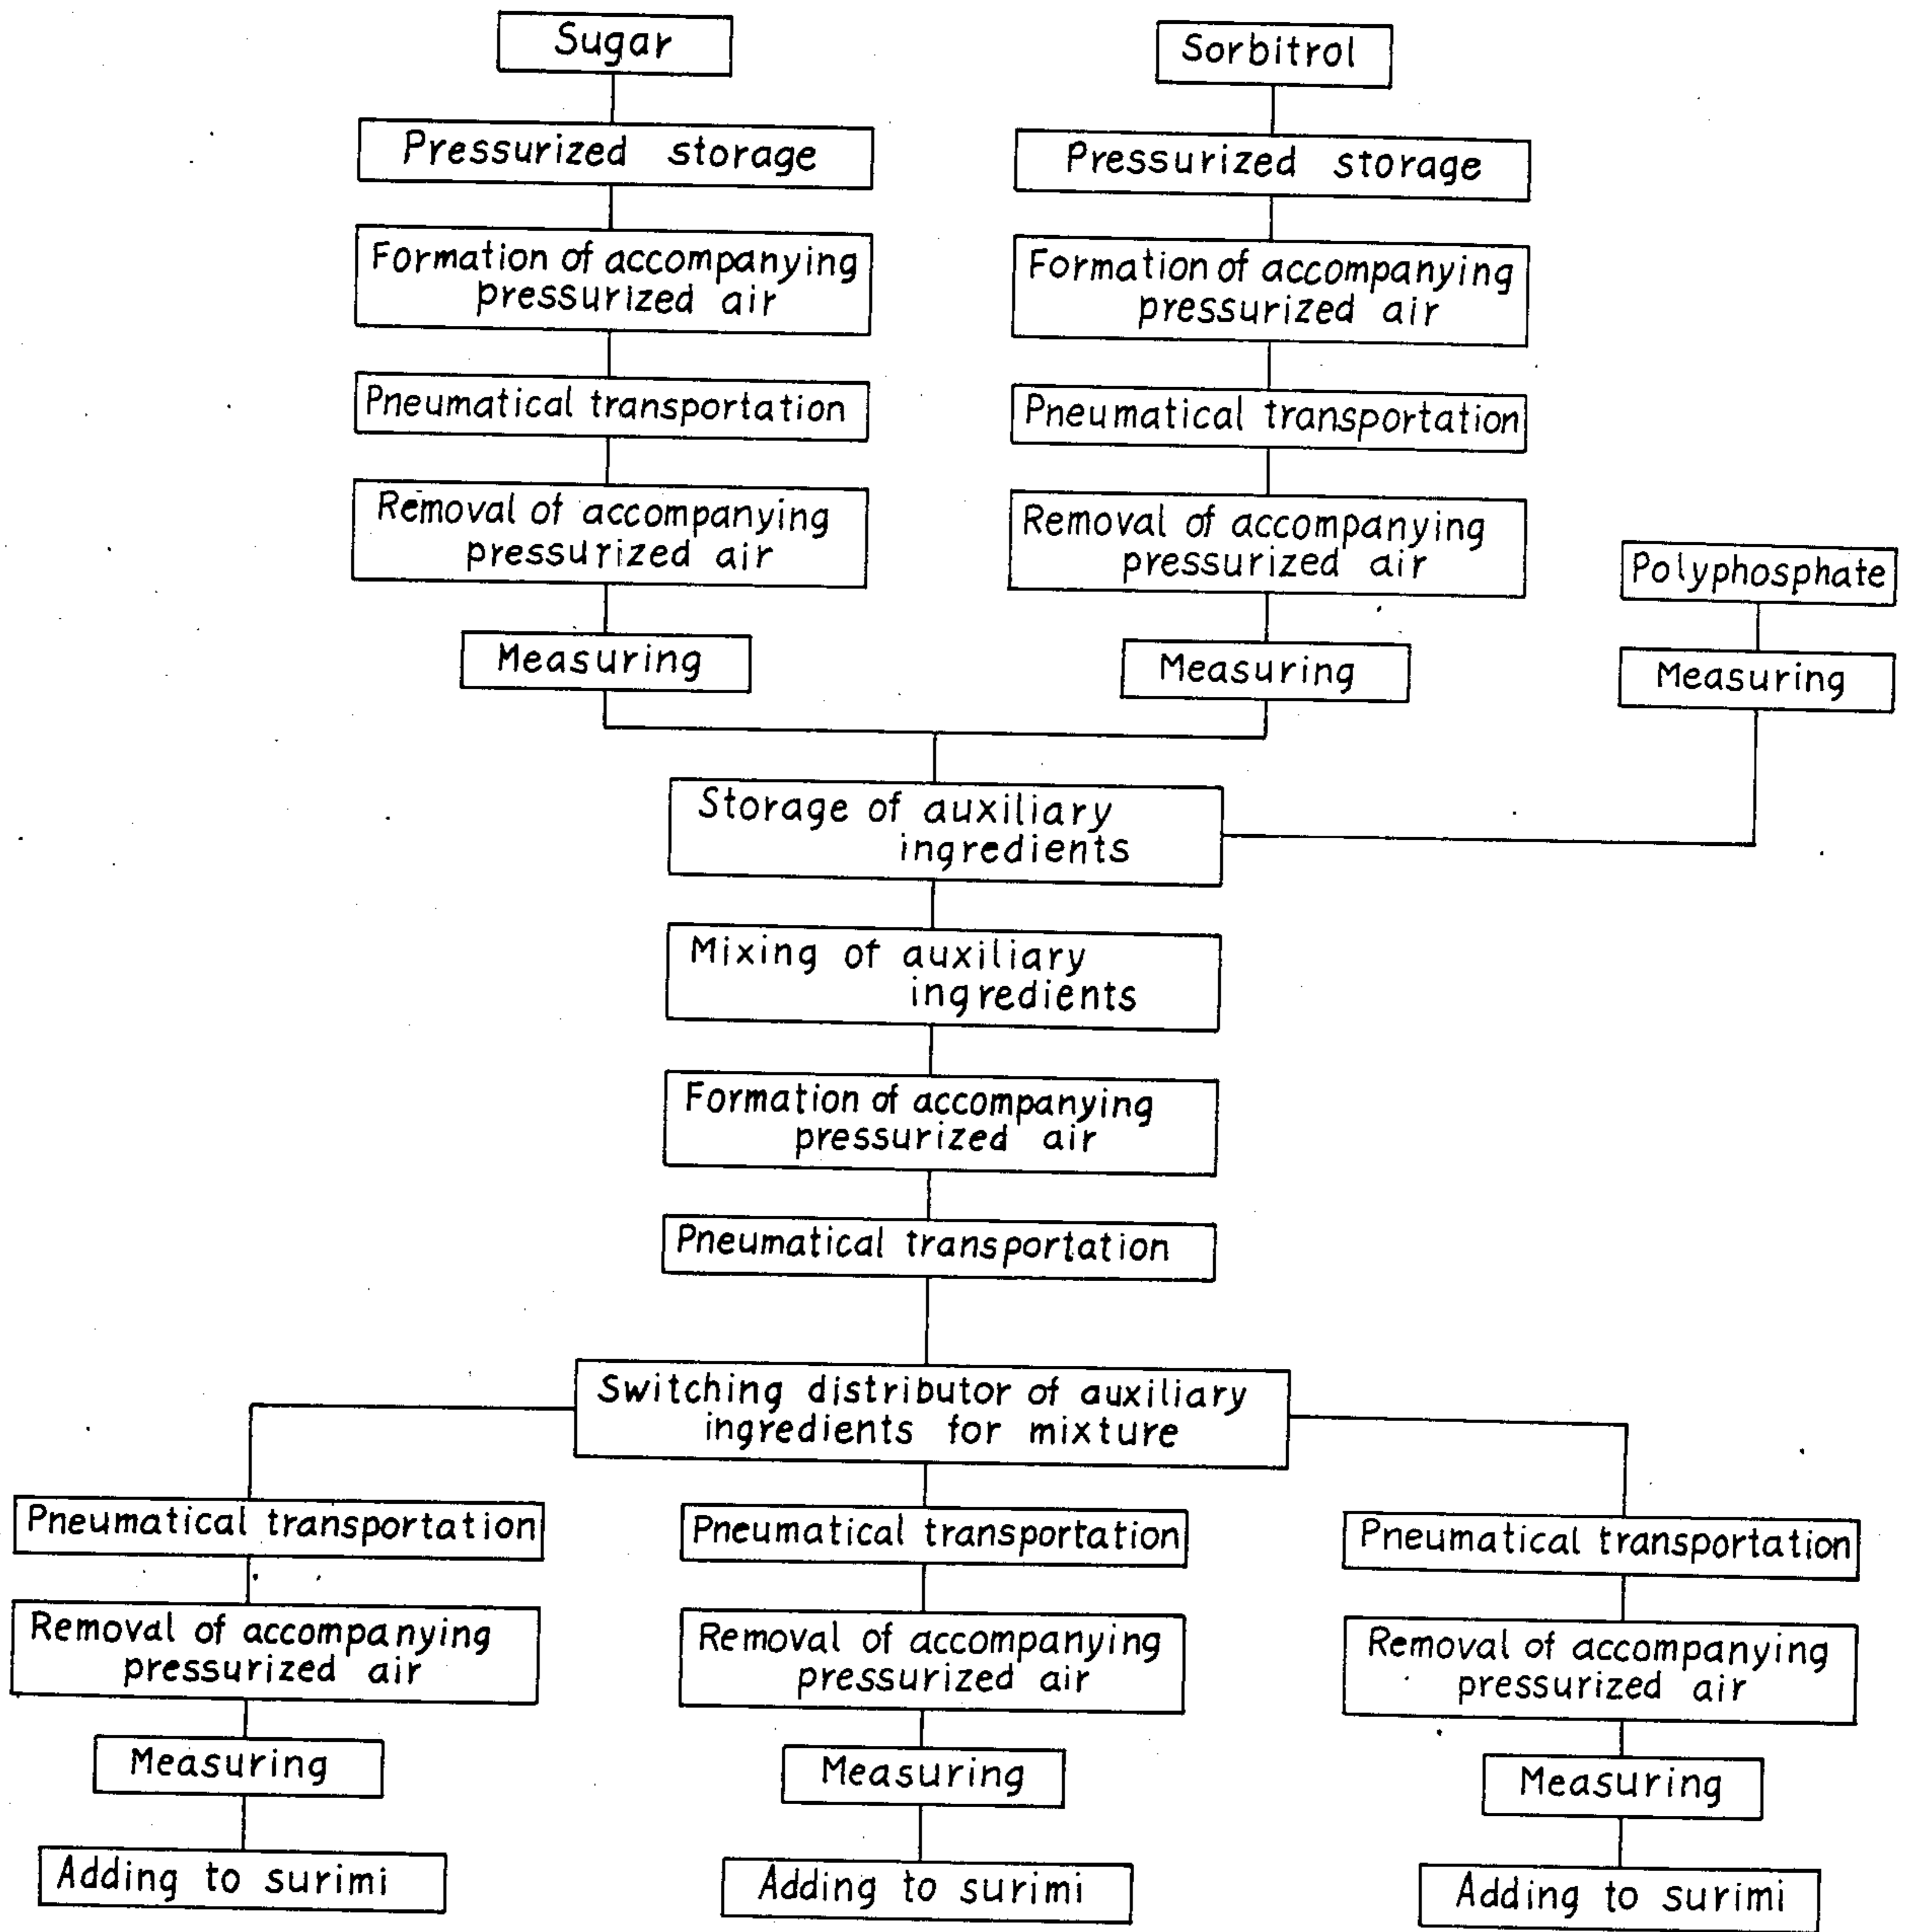 Sugar
Pressurized storage
Formation of accompanying
pressurized air
Pneumatical transportation
Removal of accompanying
pressurized air
Measuring
Sorbitrol
Pressurized storage
Formation of accompanying
pressurized air
Pneumatical transportation
Removal of accompanying
pressurized air
Measuring
Polyphosphate
Measuring
Storage of auxiliary
ingredients
Mixing of auxiliary
ingredients
Formation of accompanying
pressurized air
Pneumatical transportation
Switching distributor of auxiliary
ingredients for mixture
Pneumatical transportation
Removal of accompanying
pressurized air
Measuring
Adding to surimi
Pneumatical transportation
Removal of accompanying
pressurized air
Measuring
Adding to surimi
Pneumatical transportation
Removal of accompanying
pressurized air
Measuring
Adding to surimi